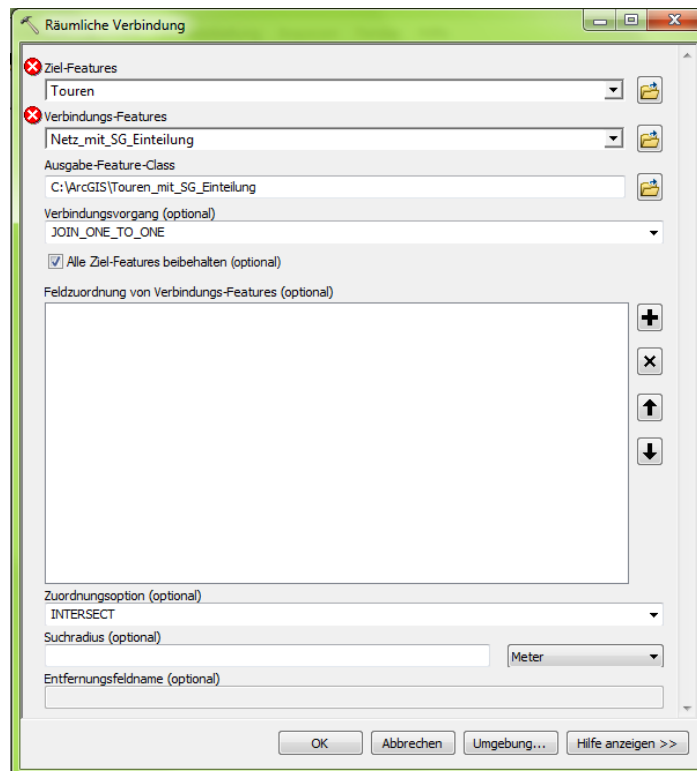 Räumliche Verbindung
Ziel-Features
Touren
Verbindungs-Features
Netz_mit_SG_Einteilung
Ausgabe-Feature-Class
C:\ArcGIS\Touren_mit_SG_Einteilung
Verbindungsvorgang (optional)
JOIN_ONE_TO_ONE
Alle Ziel-Features beibehalten (optional)
Feldzuordnung von Verbindungs-Features (optional)
Zuordnungsoption (optional)
INTERSECT
Suchradius (optional)
Meter
Entfernungsfeldname (optional)
OK
Abbrechen
Umgebung...
Hilfe anzeigen >>